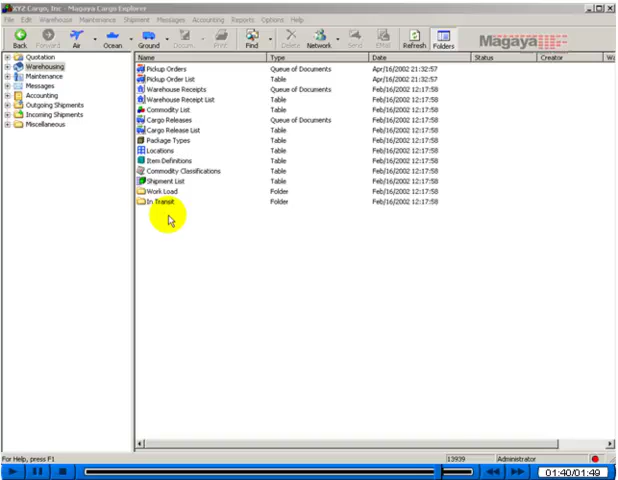 XYZ Cargo, Inc - Magaya Cargo Explorer
File Edit Warehouse Maintenance Shipment Messages Accounting Reports Options Help
Back Forward Air Ocean Ground Docum... Print Find Delete Network Send EMail Refresh Folders Magaya
Name Type Date Status Creator
Quotation
Warehousing
Maintenance
Messages
Accounting
Outgoing Shipments
Incoming Shipments
Miscellaneous
Pickup Orders Queue of Documents Apr/16/2002 21:32:57
Pickup Order List Table Apr/16/2002 21:32:57
Warehouse Receipts Queue of Documents Feb/16/2002 12:17:58
Warehouse Receipt List Table Feb/16/2002 12:17:58
Commodity List Table Feb/16/2002 12:17:58
Cargo Releases Queue of Documents Feb/16/2002 12:17:58
Cargo Release List Table Feb/16/2002 12:17:58
Package Types Table Feb/16/2002 12:17:58
Locations Table Feb/16/2002 12:17:58
Item Definitions Table Feb/16/2002 12:17:58
Commodity Classifications Table Feb/16/2002 12:17:58
Shipment List Table Feb/16/2002 12:17:58
Work Load Folder Feb/16/2002 12:17:58
In Transit Folder Feb/16/2002 12:17:58
For Help, press F1 13939 Administrator
01:40/01:49